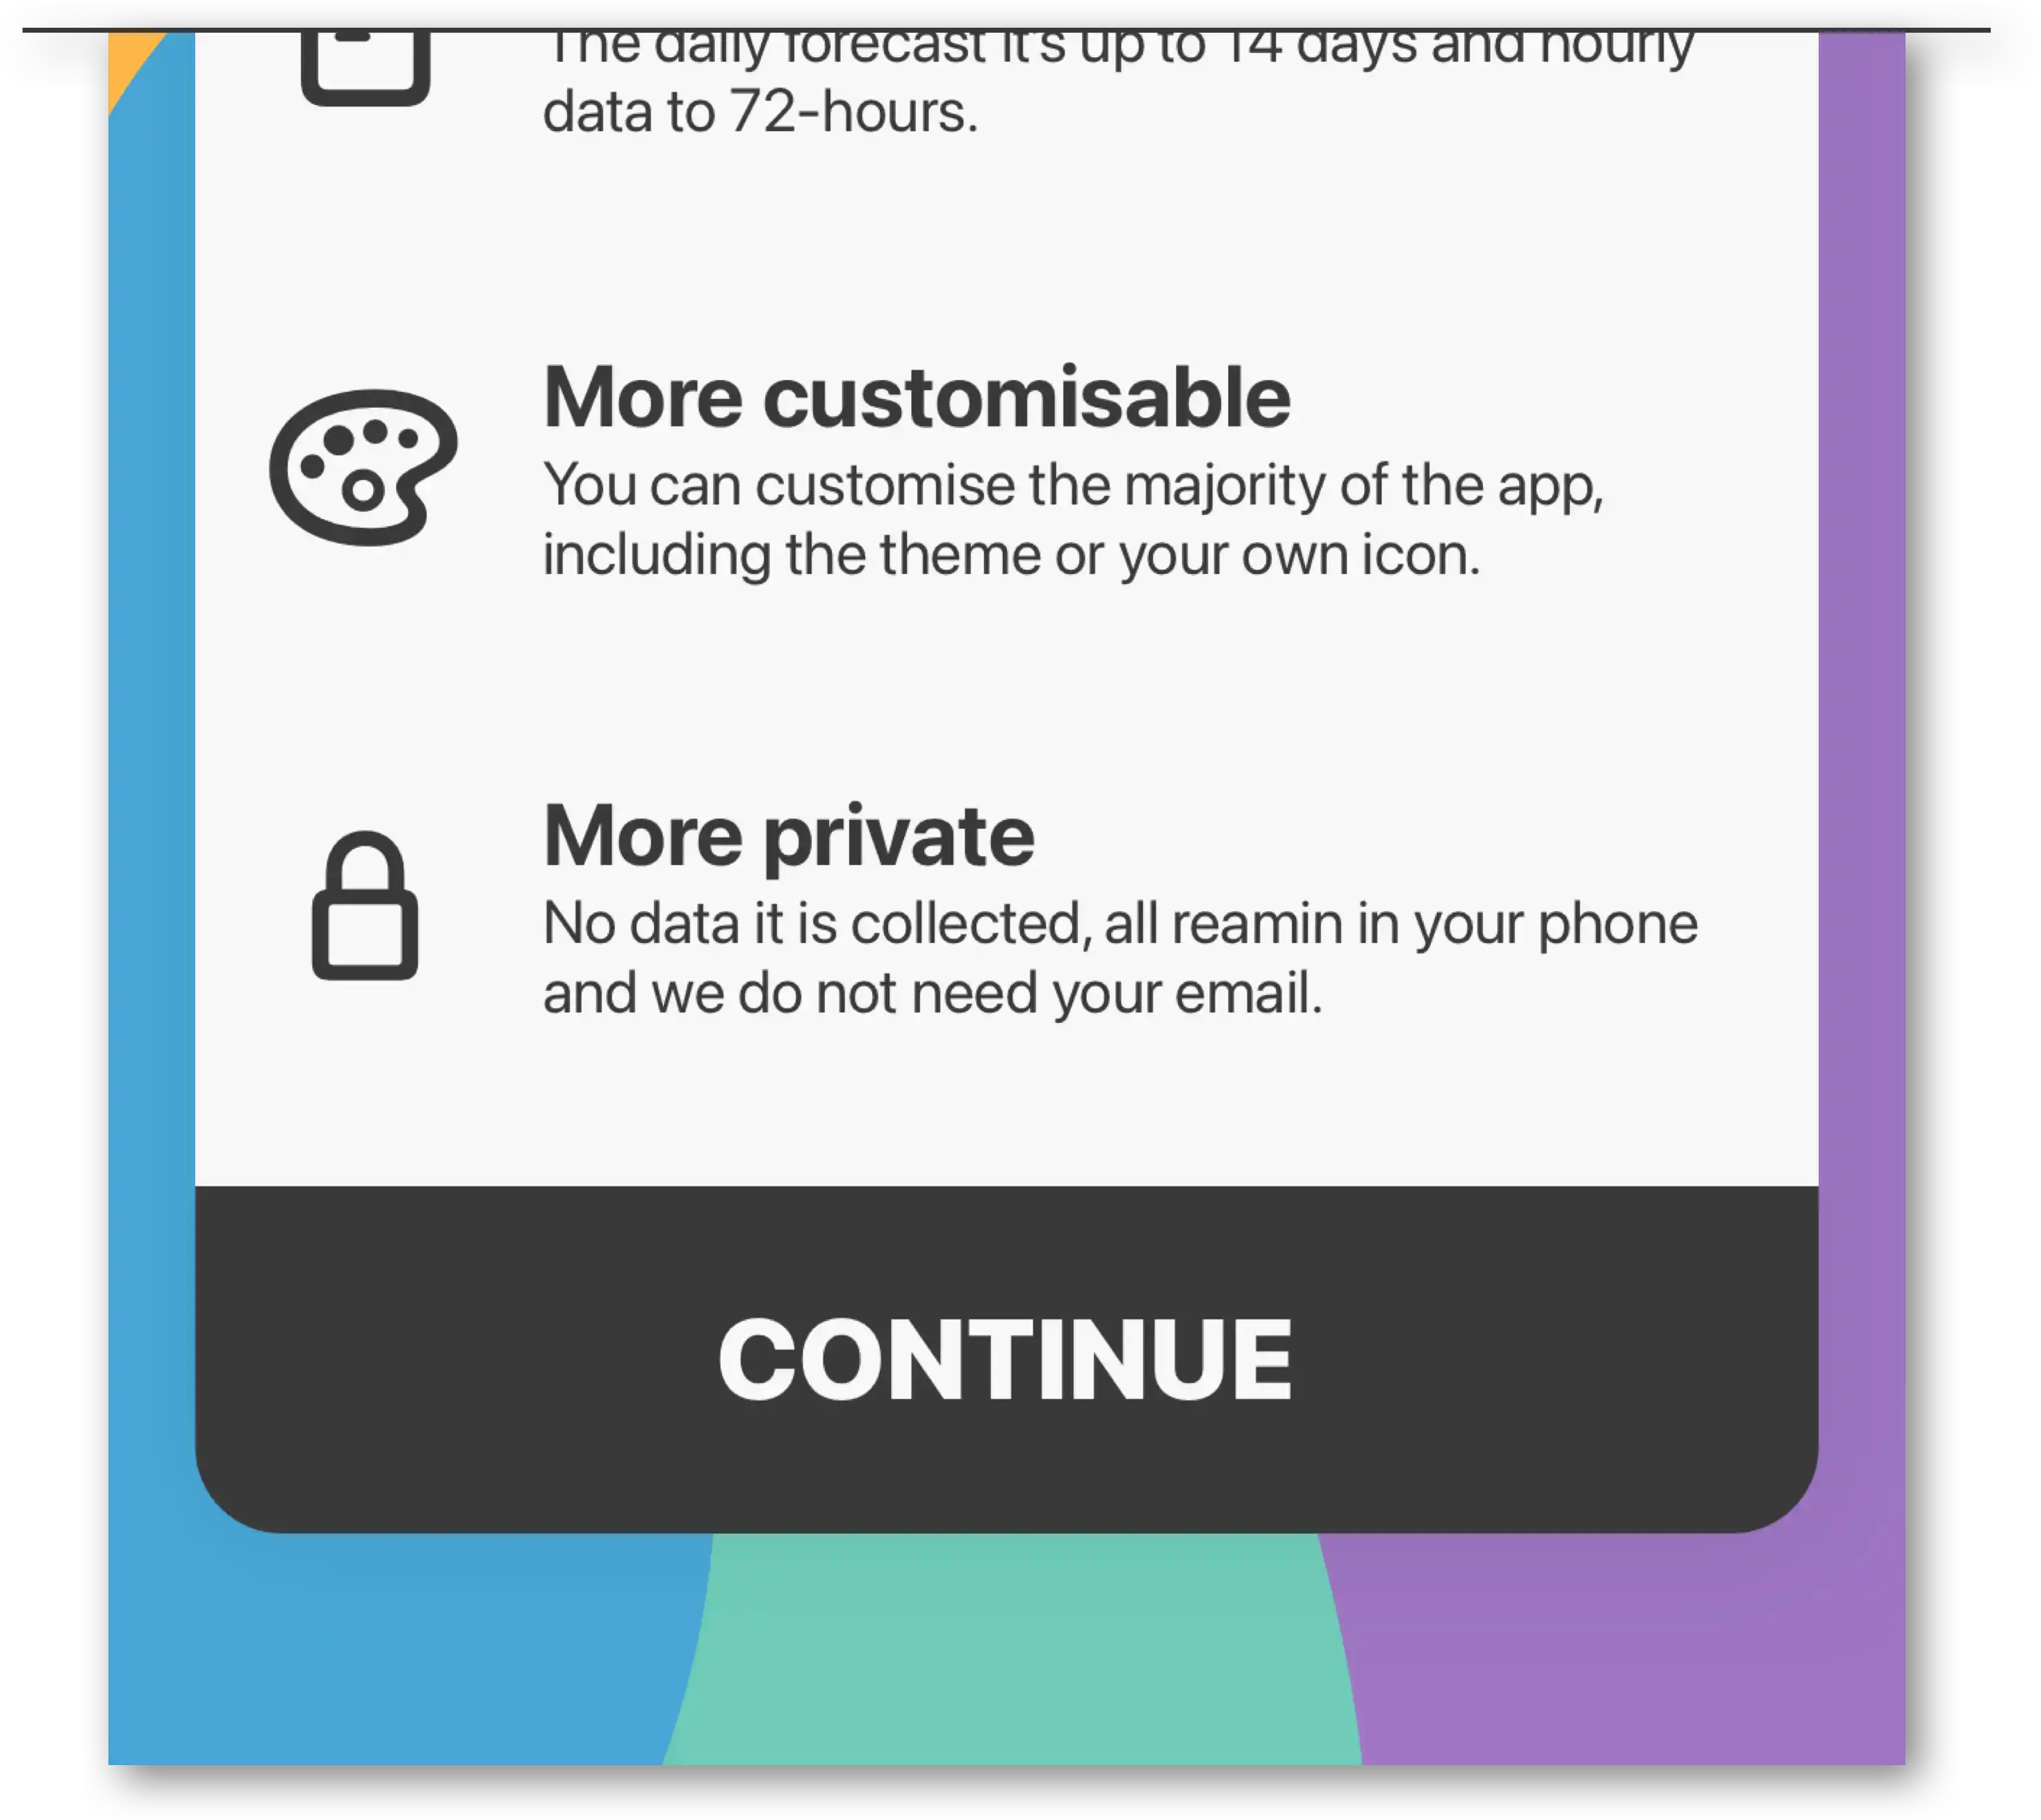 The daily forecast it's up to 14 days and hourly
data to 72-hours.
More customisable
You can customise the majority of the app,
including the theme or your own icon.
More private
No data it is collected, all reamin in your phone
and we do not need your email.
CONTINUE